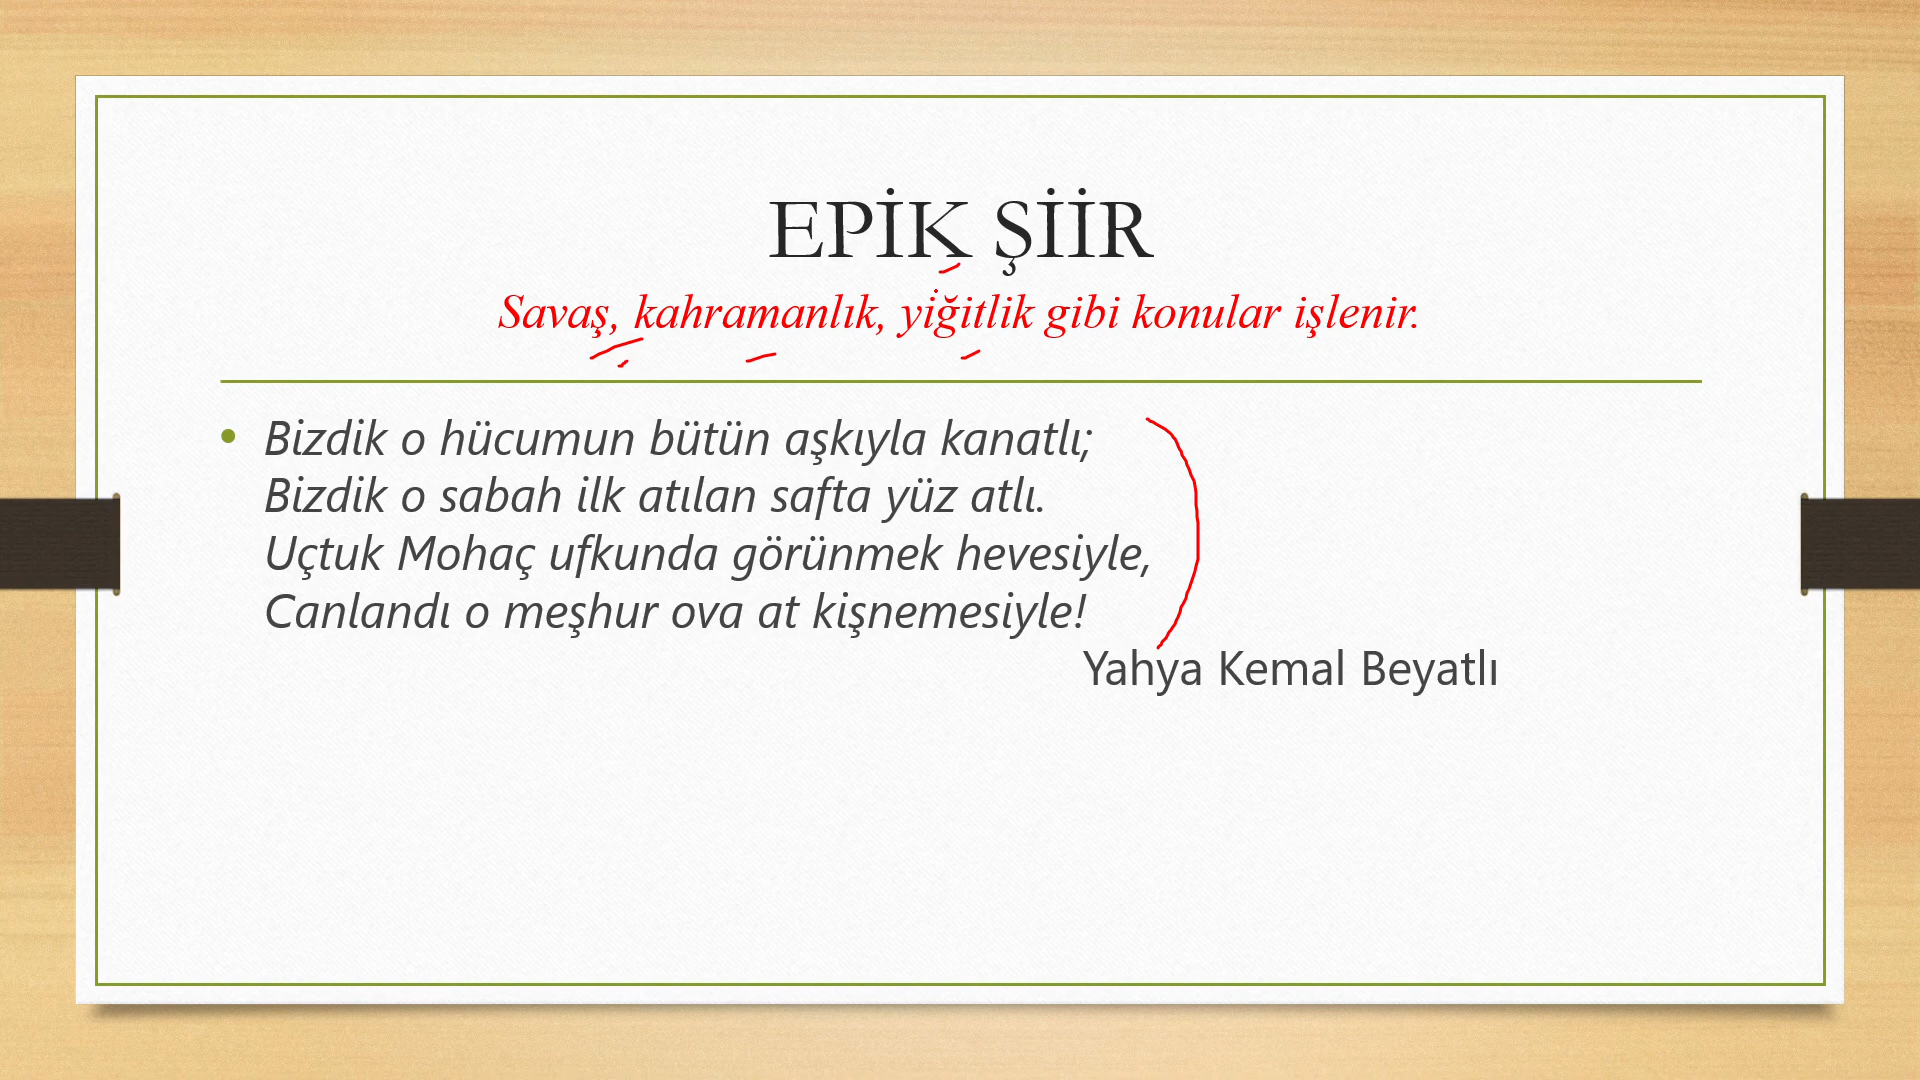 EPİK ŞİİR
Savaş, kahramanlık, yiğitlik gibi konular işlenir.
• Bizdik o hücumun bütün aşkıyla kanatlı;
Bizdik o sabah ilk atılan safta yüz atlı.
Uçtuk Mohaç ufkunda görünmek hevesiyle,
Canlandı o meşhur ova at kişnemesiyle!
Yahya Kemal Beyatlı